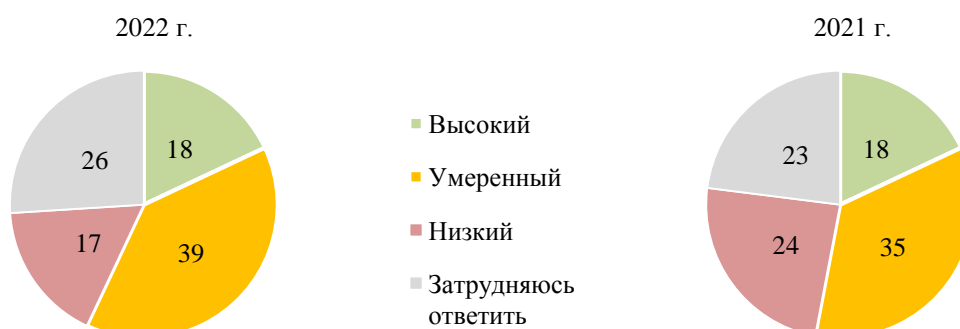 2022 г.
2021 г.
18
39
17
26
Высокий
Умеренный
Низкий
Затрудняюсь
ответить
18
35
24
23